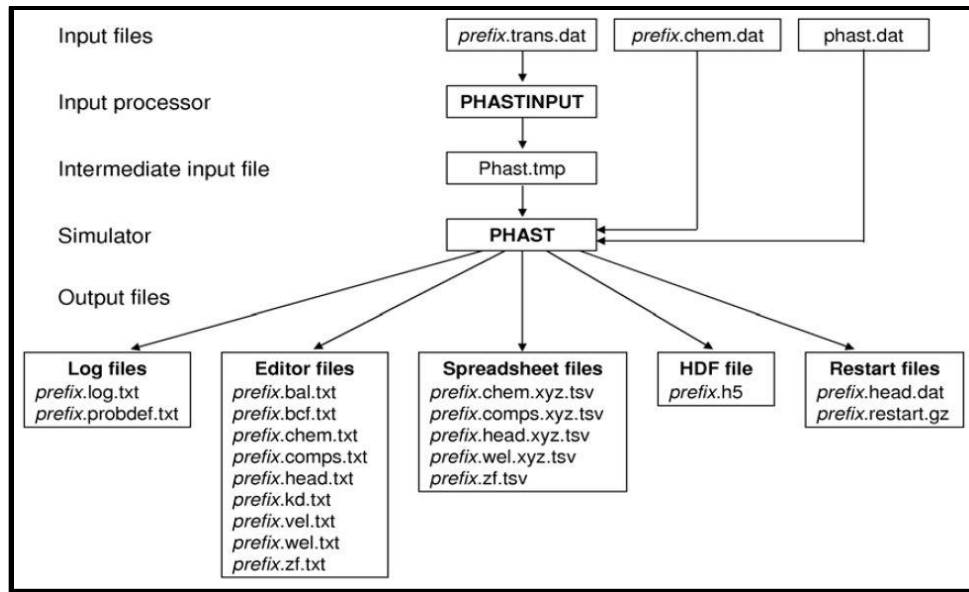 Input files
prefix.trans.dat
prefix.chem.dat
phast.dat
Input processor
PHASTINPUT
Intermediate input file
Phast.tmp
Simulator
PHAST
Output files
Log files
prefix.log.txt
prefix.probdef.txt
Editor files
prefix.bal.txt
prefix.bcf.txt
prefix.chem.txt
prefix.comps.txt
prefix.head.txt
prefix.kd.txt
prefix.vel.txt
prefix.wel.txt
prefix.zf.txt
Spreadsheet files
prefix.chem.xyz.tsv
prefix.comps.xyz.tsv
prefix.head.xyz.tsv
prefix.wel.xyz.tsv
prefix.zf.tsv
HDF file
prefix.h5
Restart files
prefix.head.dat
prefix.restart.gz